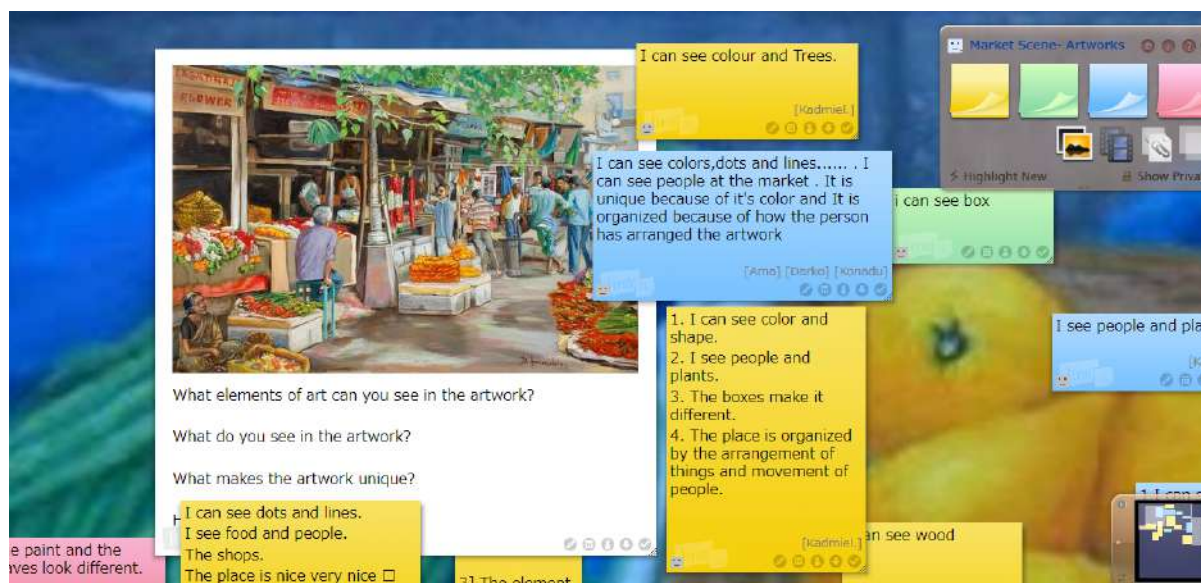 FLOWER
I can see colour and Trees.
[Kadmiel.]
Market Scene- Artworks
Highlight New
Show Priva
I can see colors,dots and lines...... . I
can see people at the market . It is
unique because of it's color and It is
organized because of how the person
has arranged the artwork
[Ama] [Darko] [Konadu]
i can see box
1. I can see color and
shape.
2. I see people and
plants.
3. The boxes make it
different.
4. The place is organized
by the arrangement of
things and movement of
people.
[Kadmiel.]
I see people and pla
What elements of art can you see in the artwork?
What do you see in the artwork?
What makes the artwork unique?
H
I can see dots and lines.
I see food and people.
The shops.
The place is nice very nice □
e paint and the
aves look different.
3] The element
an see wood